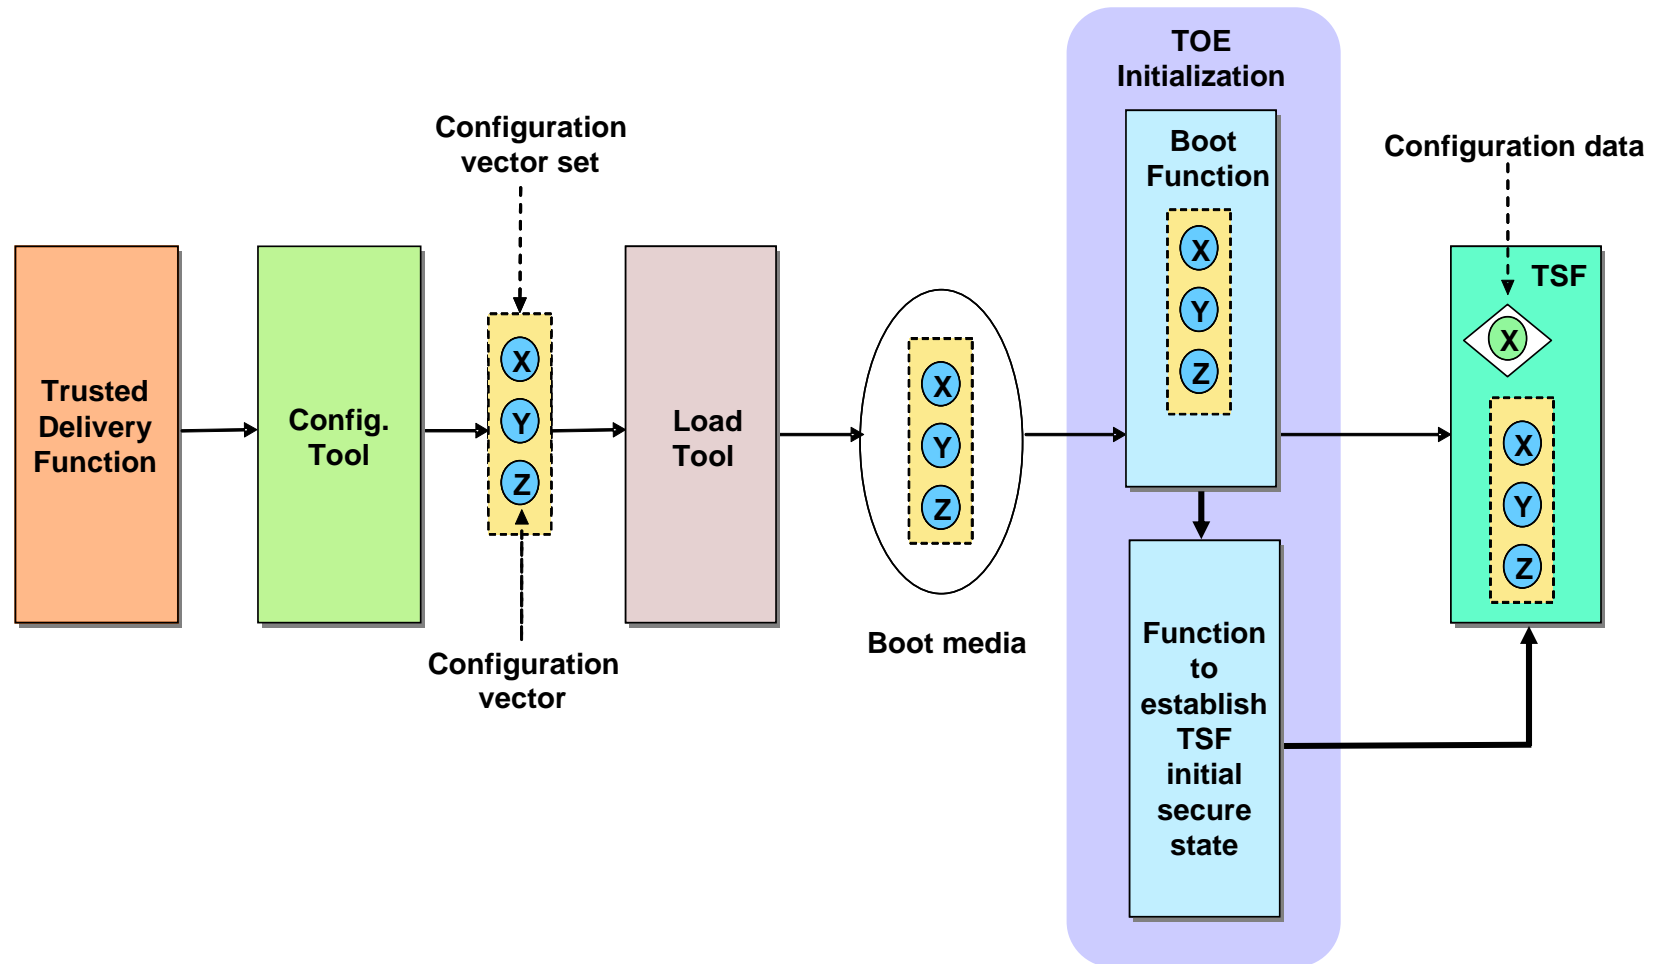 TOE
Initialization
Configuration
vector set
Boot
Function
Configuration data
X
Y
Z
TSF
X
Trusted
Delivery
Function
Config.
Tool
X
Y
Z
Load
Tool
X
Y
Z
X
Y
Z
Configuration
vector
Boot media
Function
to
establish
TSF
initial
secure
state